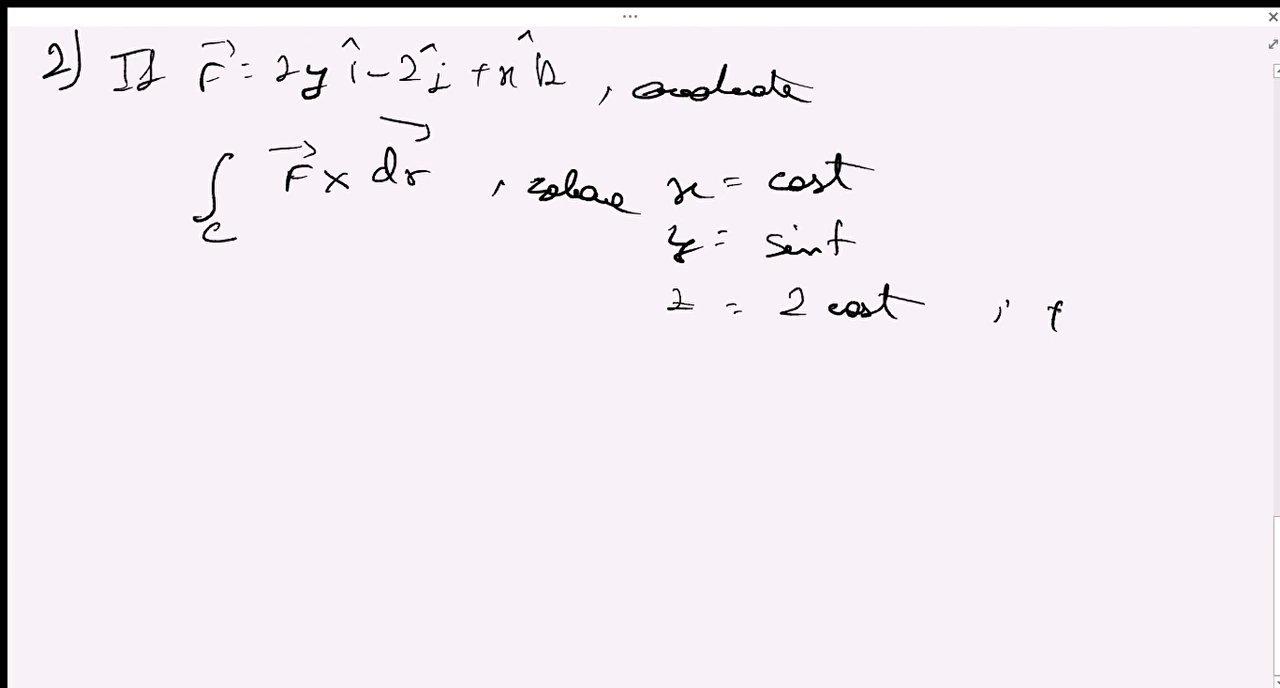 2) If F→ = 2y î - 2 ĵ + x k̂ , evaluate
∫_C F→ × dr→ , where x = cost
y = sint
z = 2 cost ; t